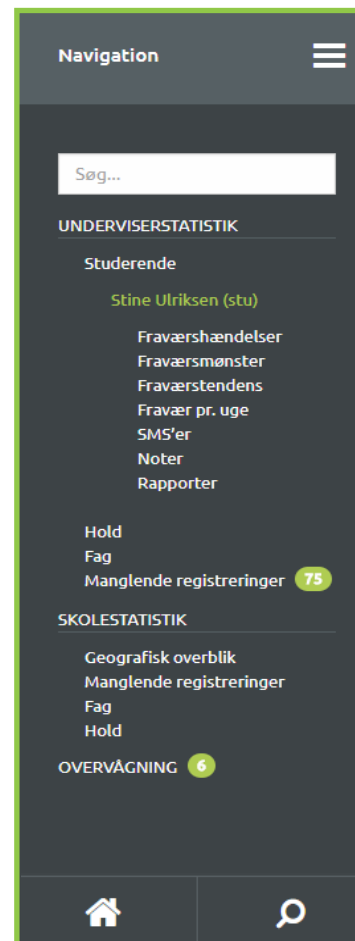 Navigation
Søg...
UNDERVISERSTATISTIK
Studerende
Stine Ulriksen (stu)
Fraværshændelser
Fraværsmønster
Fraværstendens
Fravær pr. uge
SMS'er
Noter
Rapporter
Hold
Fag
Manglende registreringer 75
SKOLESTATISTIK
Geografisk overblik
Manglende registreringer
Fag
Hold
OVERVÅGNING 6